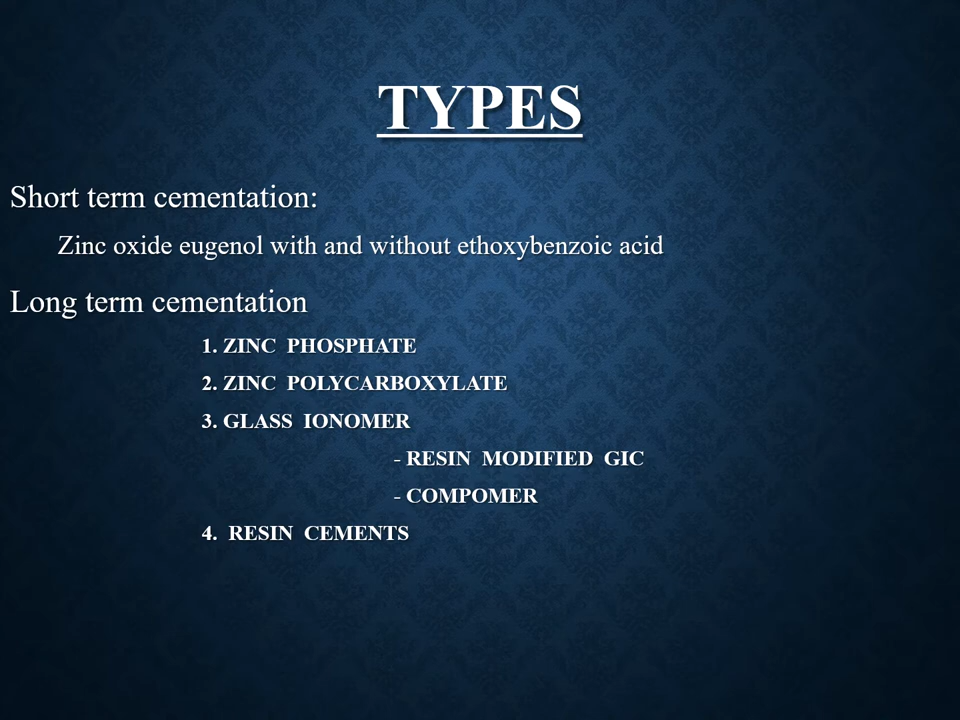 TYPES
Short term cementation:
Zinc oxide eugenol with and without ethoxybenzoic acid
Long term cementation
1. ZINC PHOSPHATE
2. ZINC POLYCARBOXYLATE
3. GLASS IONOMER
- RESIN MODIFIED GIC
- COMPOMER
4. RESIN CEMENTS